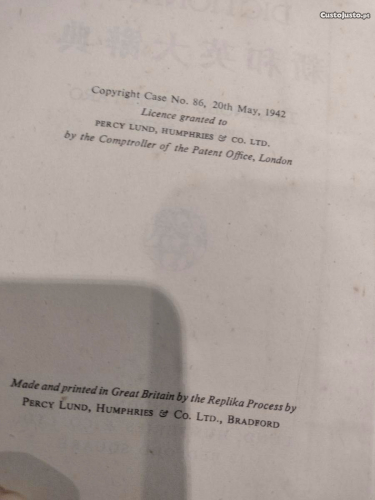 CustoJusto.pt
Copyright Case No. 86, 20th May, 1942
Licence granted to
PERCY LUND, HUMPHRIES & CO. LTD.
by the Comptroller of the Patent Office, London
Made and printed in Great Britain by the Replika Process by
PERCY LUND, HUMPHRIES & CO. LTD., BRADFORD